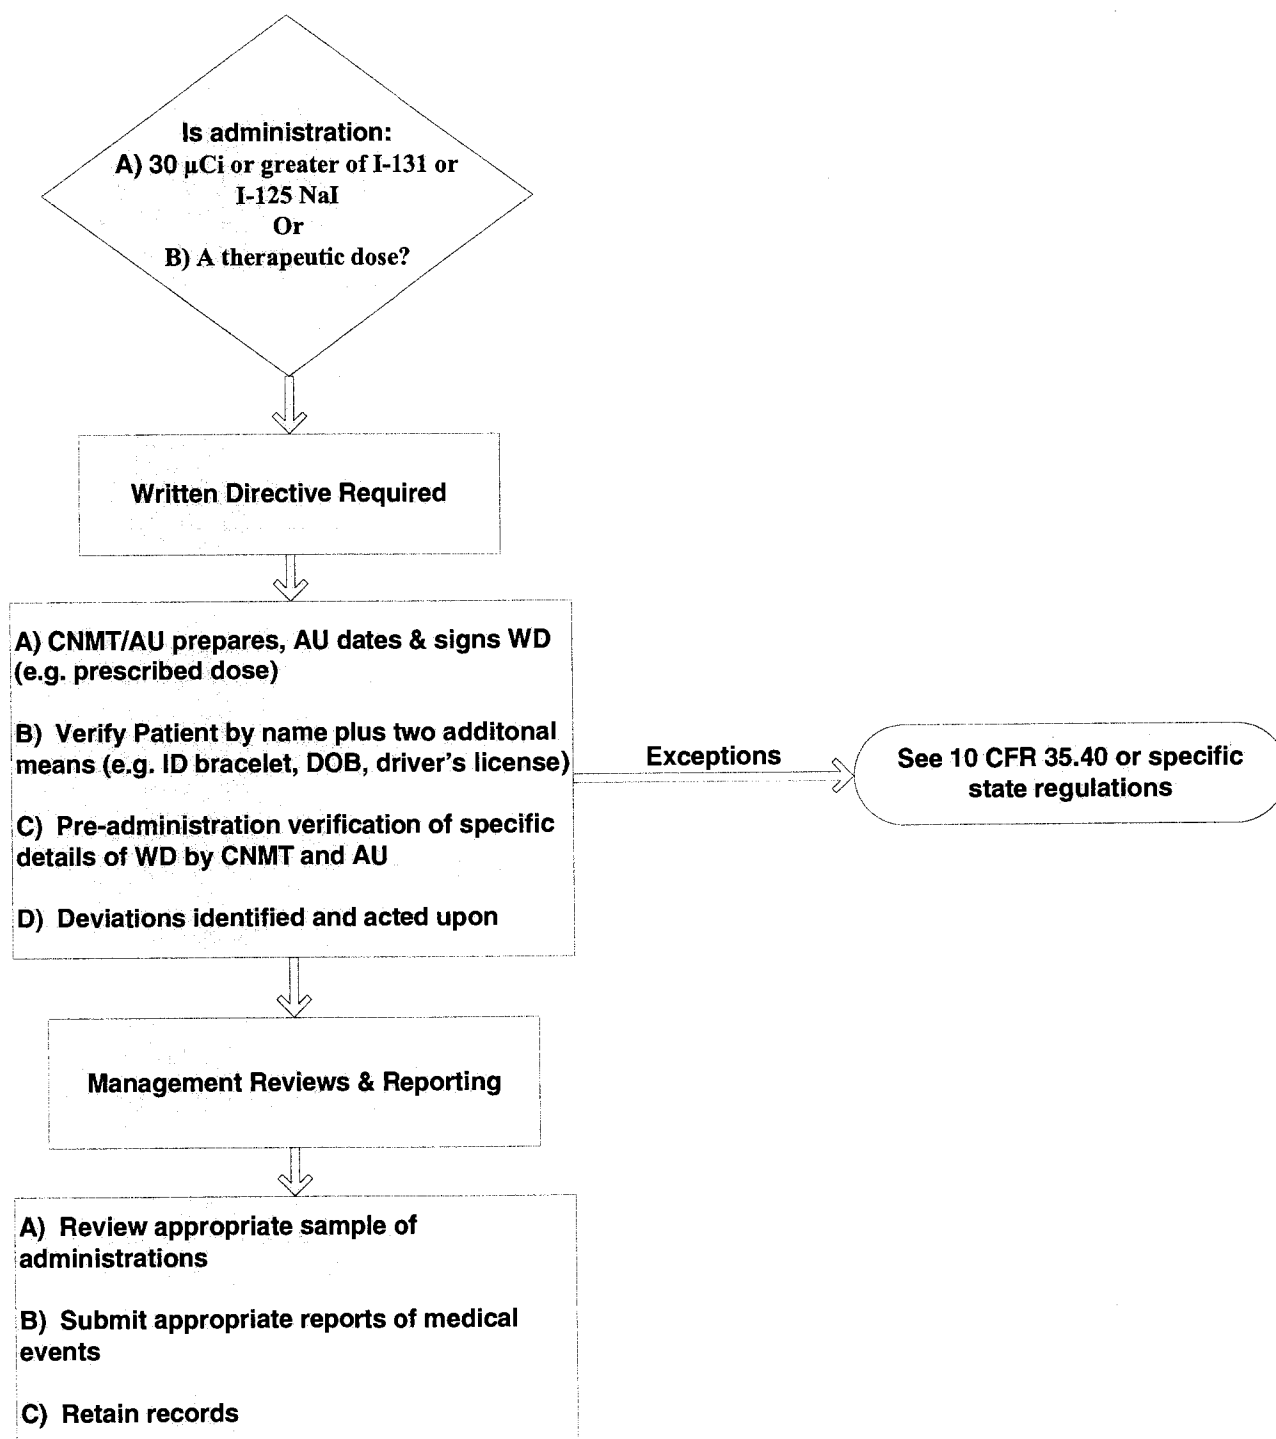 Is administration:
A) 30 µCi or greater of I-131 or
I-125 NaI
Or
B) A therapeutic dose?
Written Directive Required
A) CNMT/AU prepares, AU dates & signs WD
(e.g. prescribed dose)
B) Verify Patient by name plus two additonal
means (e.g. ID bracelet, DOB, driver's license)
C) Pre-administration verification of specific
details of WD by CNMT and AU
D) Deviations identified and acted upon
Exceptions
See 10 CFR 35.40 or specific
state regulations
Management Reviews & Reporting
A) Review appropriate sample of
administrations
B) Submit appropriate reports of medical
events
C) Retain records